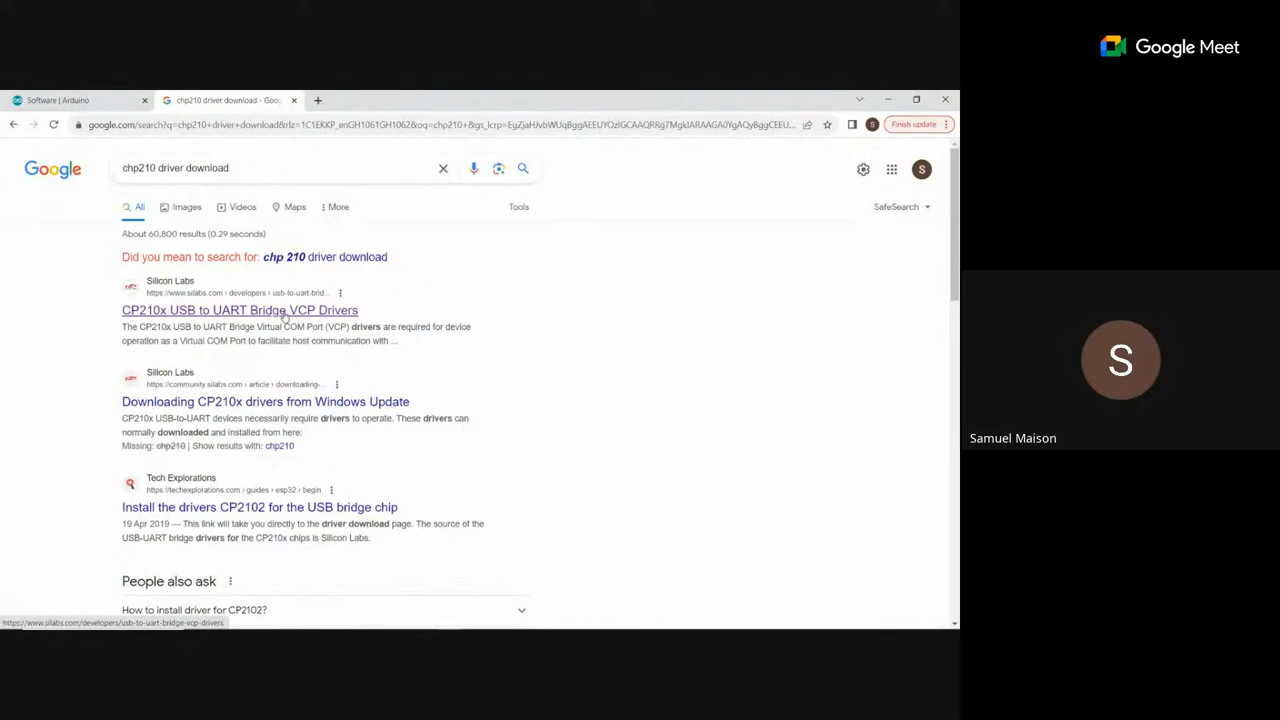 Google Meet
Software | Arduino
chp210 driver download - Goo
google.com/search?q=chp210+driver+download&rlz=1C1EKKP_enGH1061GH1062&oq=chp210+
Finish update
Google
chp210 driver download
S
All
Images
Videos
Maps
More
Tools
SafeSearch
About 60,800 results (0.29 seconds)
Did you mean to search for: chp 210 driver download
Silicon Labs
https://www.silabs.com › developers › usb-to-uart-brid...
CP210x USB to UART Bridge VCP Drivers
The CP210x USB to UART Bridge Virtual COM Port (VCP) drivers are required for device
operation as a Virtual COM Port to facilitate host communication with ...
Silicon Labs
https://community.silabs.com › article › downloading-...
Downloading CP210x drivers from Windows Update
CP210x USB-to-UART devices necessarily require drivers to operate. These drivers can
normally downloaded and installed from here:
Missing: chp210 | Show results with: chp210
Tech Explorations
https://techexplorations.com › guides › esp32 › begin
Install the drivers CP2102 for the USB bridge chip
19 Apr 2019 — This link will take you directly to the driver download page. The source of the
USB-UART bridge drivers for the CP210x chips is Silicon Labs.
People also ask
How to install driver for CP2102?
https://www.silabs.com/developers/usb-to-uart-bridge-vcp-drivers
S
Samuel Maison